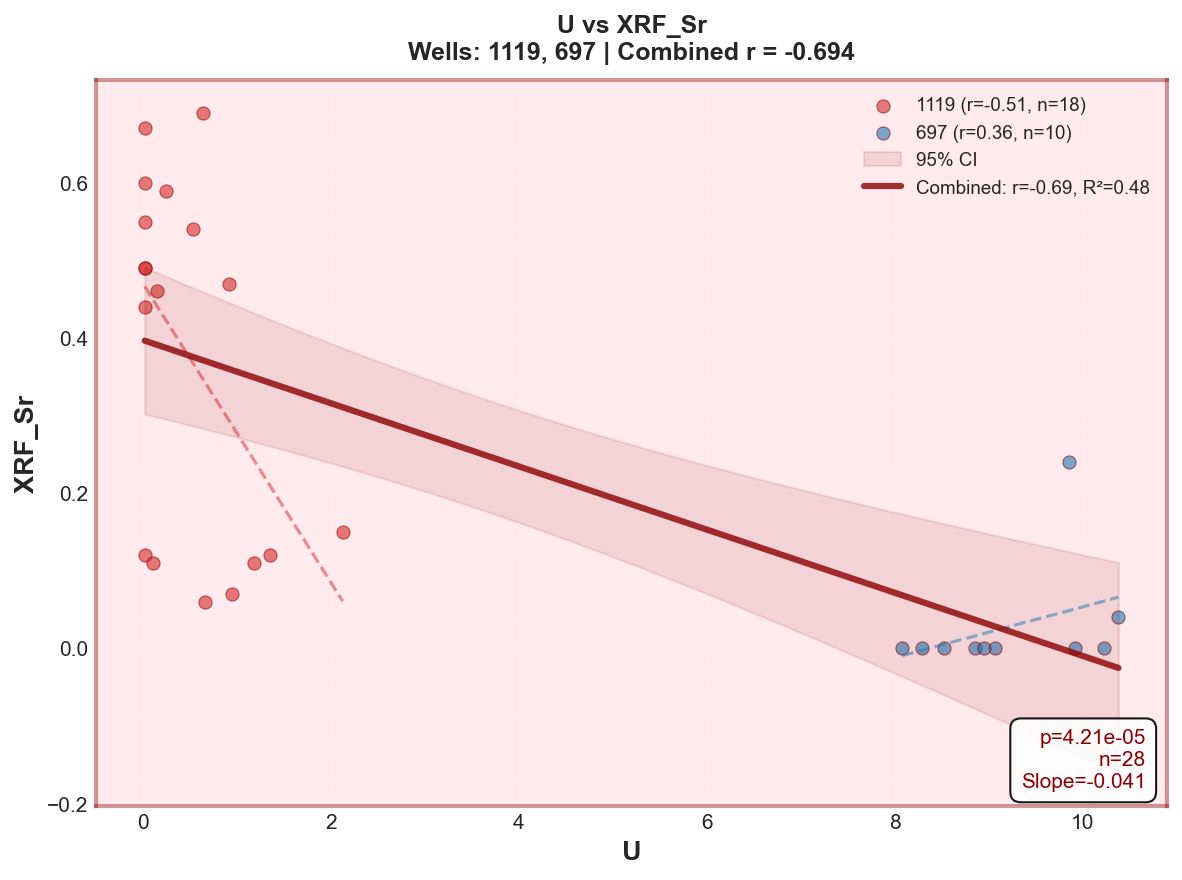 U vs XRF_Sr
Wells: 1119, 697 | Combined r = -0.694
1119 (r=-0.51, n=18)
697 (r=0.36, n=10)
95% CI
Combined: r=-0.69, R²=0.48
XRF_Sr
0.6
0.4
0.2
0.0
−0.2
p=4.21e-05
n=28
Slope=-0.041
0
2
4
6
8
10
U